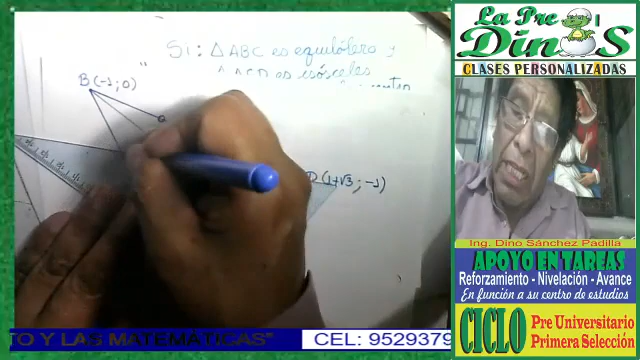 Si: △ ABC es equilátero y
es isósceles
B(-1; 0)
D(1+√3; -1)
La Pre
DinoS
CLASES PERSONALIZADAS
Ing. Dino Sánchez Padilla
APOYO EN TAREAS
Reforzamiento - Nivelación - Avance
En función a su centro de estudios
CICLO Pre Universitario
Primera Selección
TO Y LAS MATEMÁTICAS"
CEL: 9529379